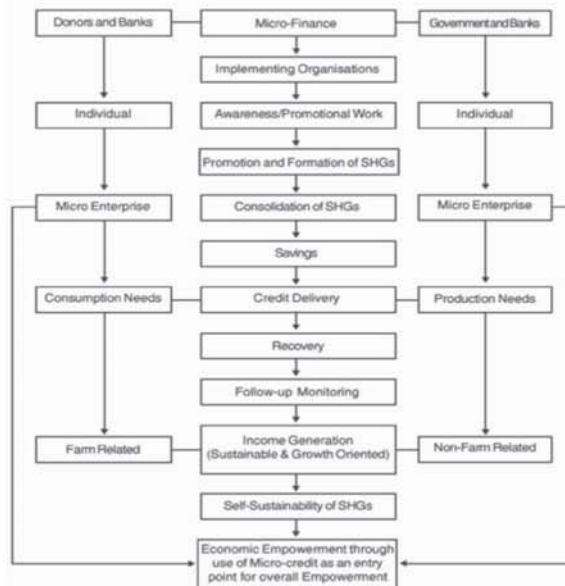 Donors and Banks
Micro-Finance
Government and Banks
Implementing Organisations
Individual
Awareness/Promotional Work
Individual
Promotion and Formation of SHGs
Micro Enterprise
Consolidation of SHGs
Micro Enterprise
Savings
Consumption Needs
Credit Delivery
Production Needs
Recovery
Follow-up Monitoring
Farm Related
Income Generation
(Sustainable & Growth Oriented)
Non-Farm Related
Self-Sustainability of SHGs
Economic Empowerment through
use of Micro-credit as an entry
point for overall Empowerment